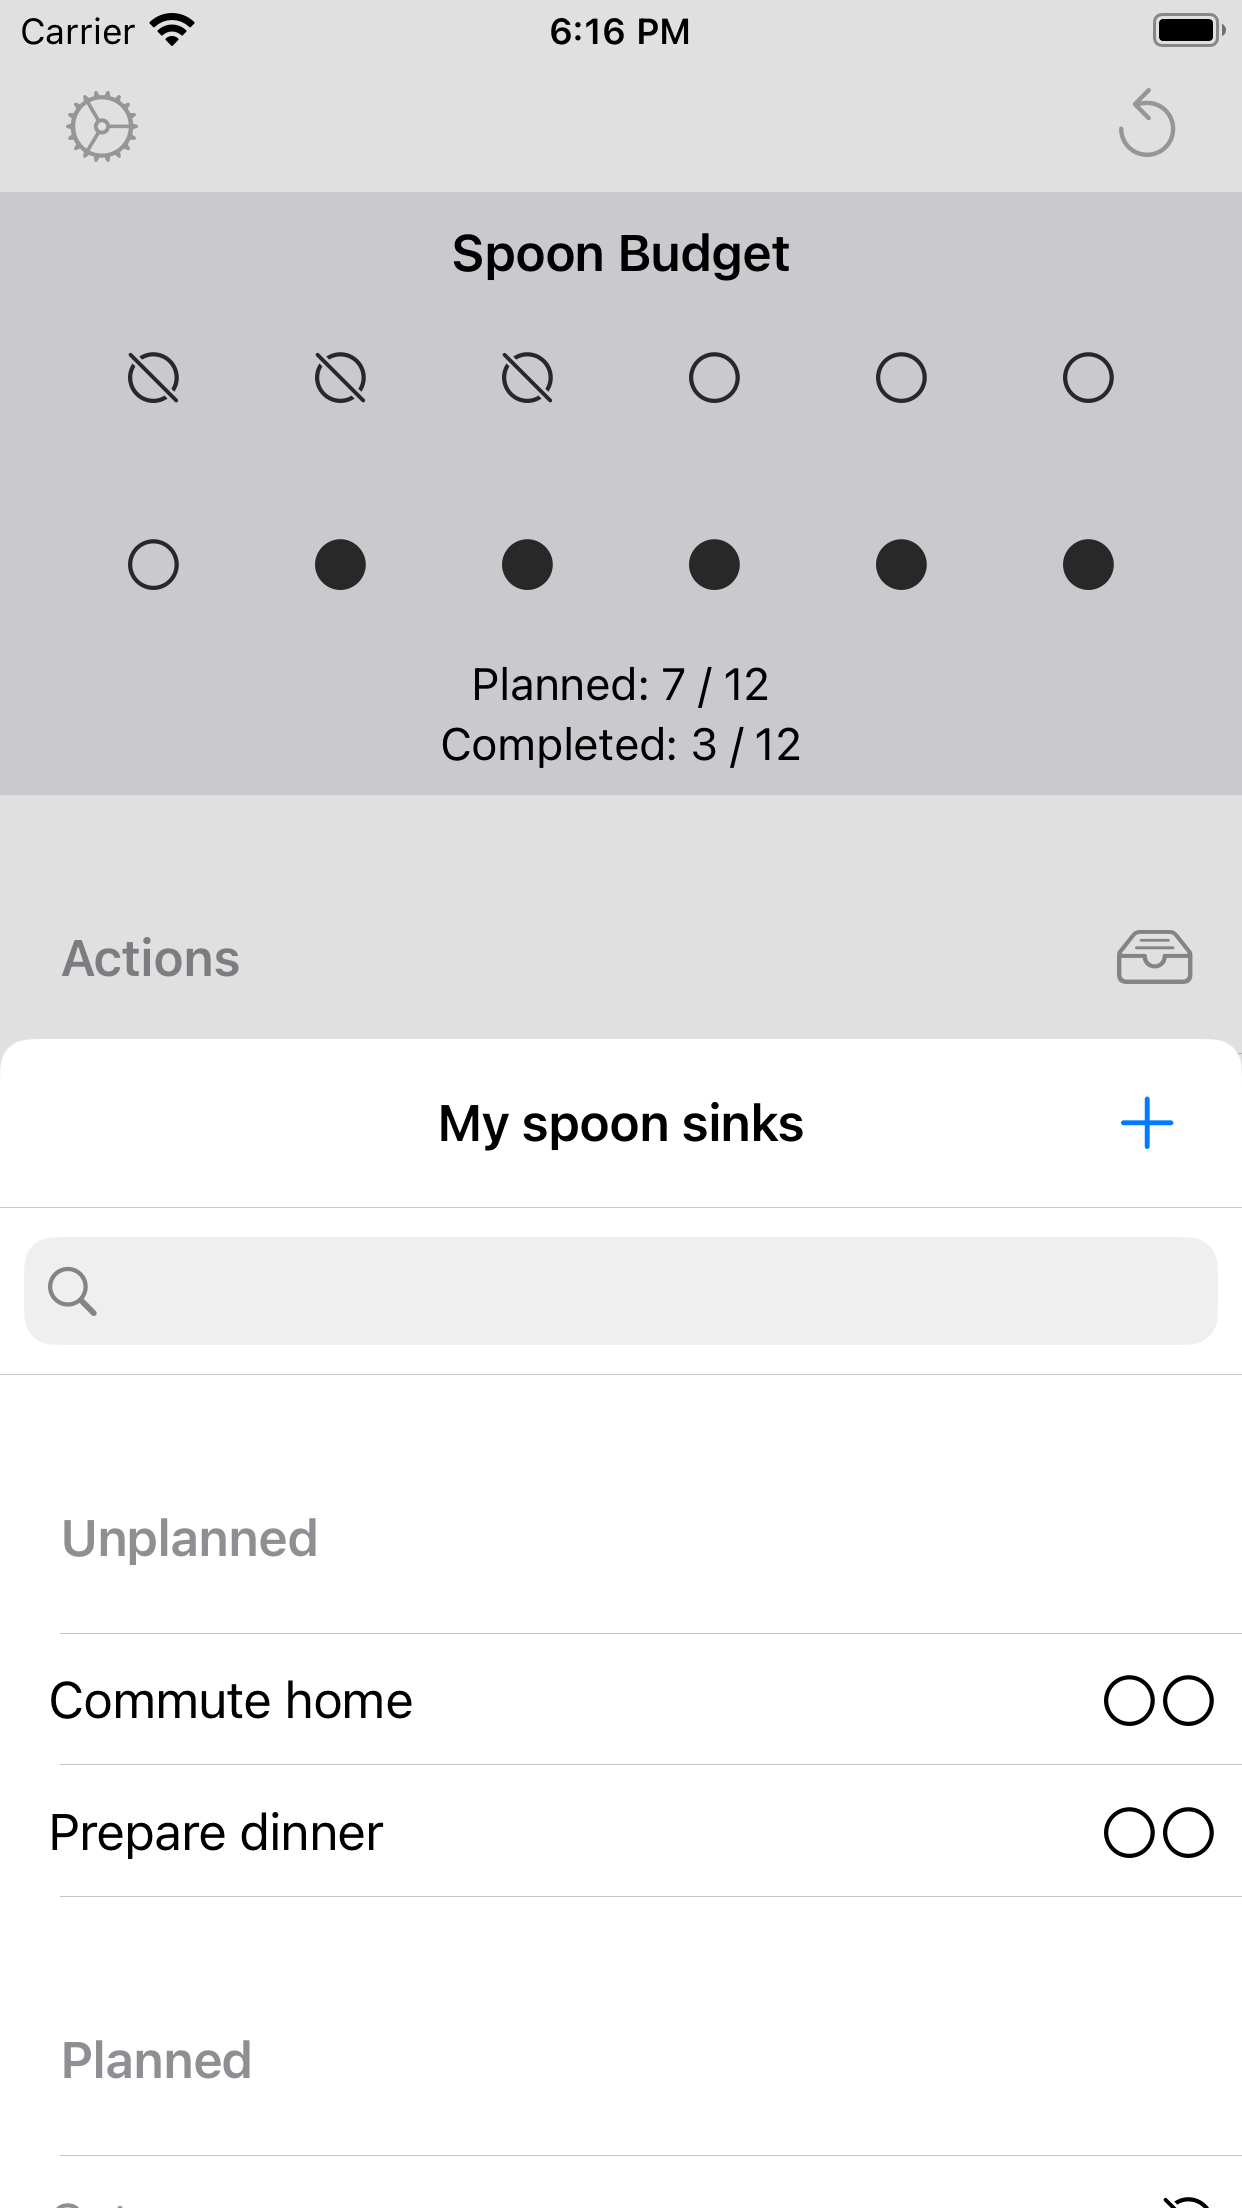 Carrier 6:16 PM
Spoon Budget
Planned: 7 / 12
Completed: 3 / 12
Actions
My spoon sinks
Unplanned
Commute home
Prepare dinner
Planned